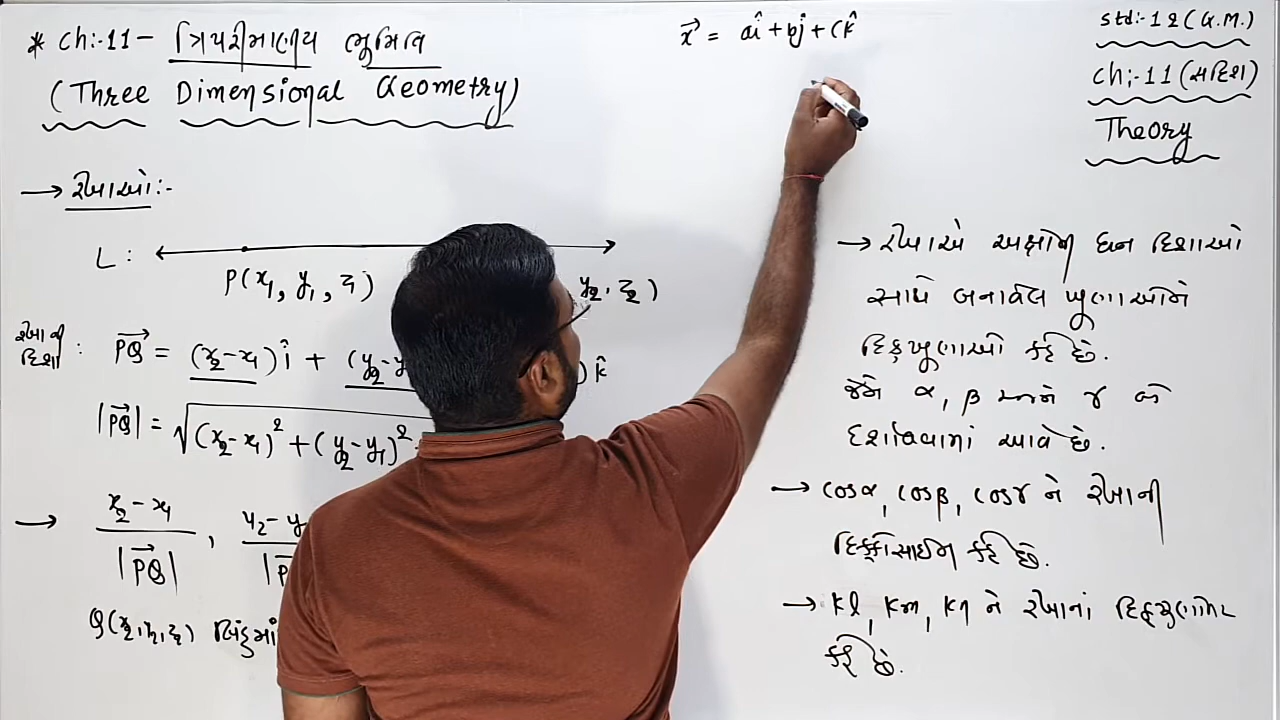 * Ch:-11 - ત્રિપરીમાણીય ભુમિતિ
(Three Dimensional Geometry)
x⃗ = aî + bĵ + ck̂
std:-12 (G.M.)
Ch:-11 (સદિશ)
Theory
→ રેખાઓ:-
L:
P(x₁, y₁, z₁)
y₂, z₂)
રેખાની દિશા : PQ⃗ = (x₂-x₁)î + (y₂-y )k̂
|PQ⃗| = √(x₂-x₁)² + (y₂-y₁)²
→ x₂-x₁ / |PQ⃗| , y₂-y / |P
Q(x₂, y₂, z₂) બિંદુમાં
→ રેખાએ અક્ષોની ધન દિશાઓ
સાથે બનાવેલ ખૂણાઓને
દિક્ખૂણાઓ કહે છે.
જેને α, β અને γ વડે
દર્શાવવામાં આવે છે.
→ cosα, cosβ, cosγ ને રેખાની
દિક્કોસાઈન કહે છે.
→ kl, km, kn ને રેખાનાં દિક્ગુણોત્તર
કહે છે.